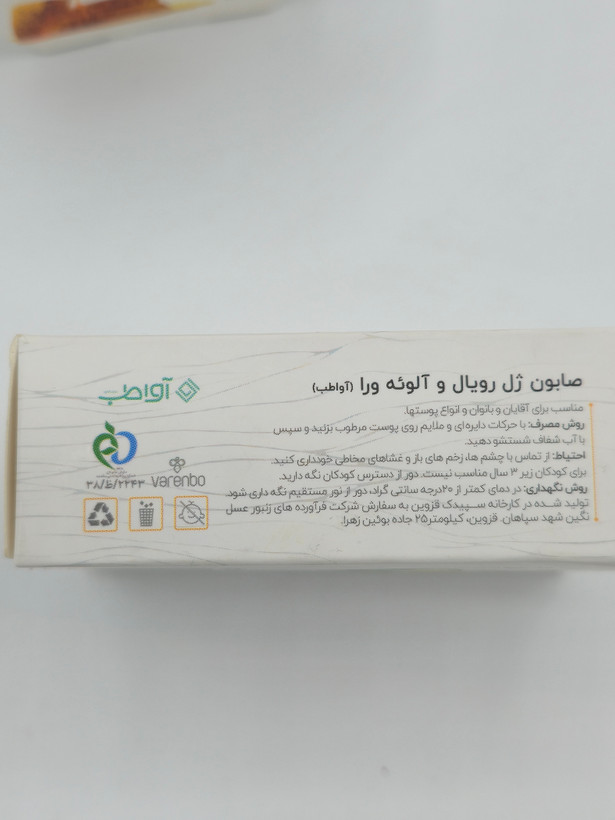 صابون ژل رویال و آلوئه ورا (آواطب)
مناسب برای آقایان و بانوان و انواع پوستها.
روش مصرف: با حرکات دایره‌ای و ملایم روی پوست مرطوب بزنید و سپس
با آب شفاف شستشو دهید.
احتیاط: از تماس با چشم ها، زخم های باز و غشاهای مخاطی خودداری کنید.
برای کودکان زیر ۳ سال مناسب نیست. دور از دسترس کودکان نگه دارید.
روش نگهداری: در دمای کمتر از ۲۰درجه سانتی گراد، دور از نور مستقیم نگه داری شود.
تولید شده در کارخانه سپیدک قزوین به سفارش شرکت فرآورده های زنبور عسل
نگین شهد سپاهان. قزوین، کیلومتر۲۵ جاده بوئین زهرا.
آواطب
varenbo
۳۸/ظ/۲۲۴۳